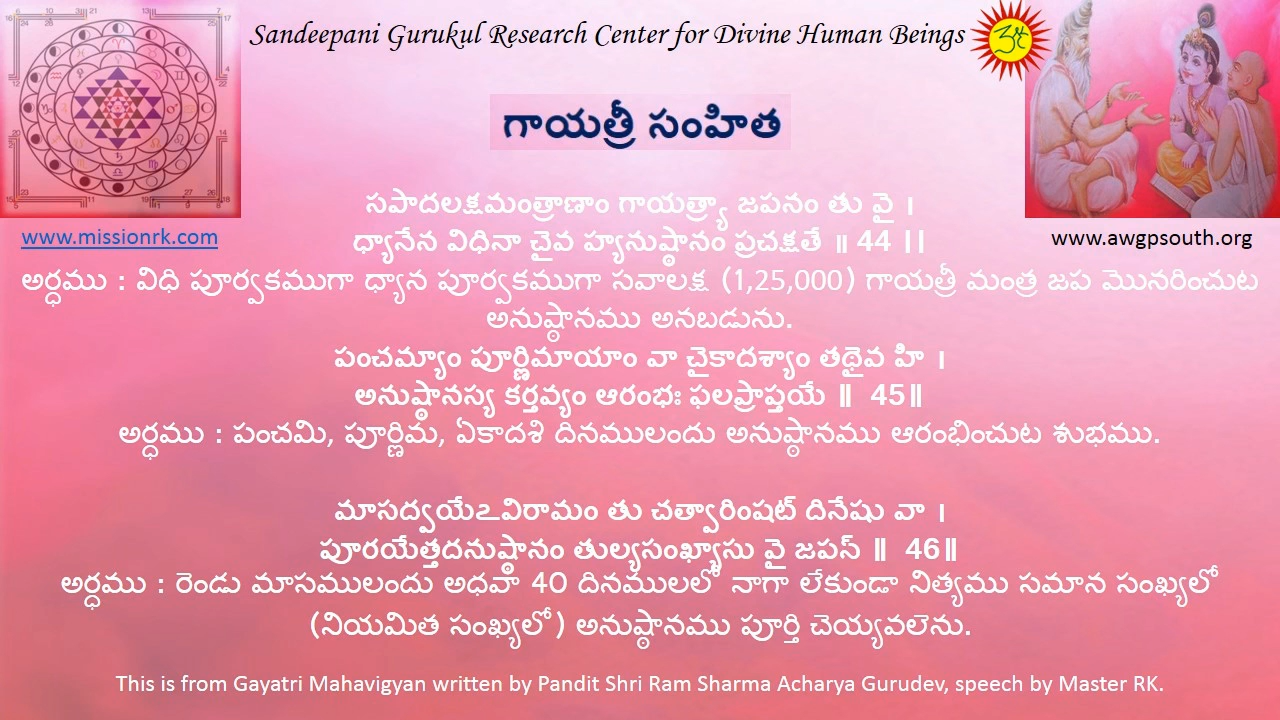 Sandeepani Gurukul Research Center for Divine Human Beings
గాయత్రీ సంహిత
www.missionrk.com
www.awgpsouth.org
సపాదలక్షమంత్రాణాం గాయత్ర్యా జపనం తు వై ।
ధ్యానేన విధినా చైవ హ్యనుష్ఠానం ప్రచక్షతే ॥ 44 ।।
అర్ధము : విధి పూర్వకముగా ధ్యాన పూర్వకముగా సవాలక్ష (1,25,000) గాయత్రీ మంత్ర జప మొనరించుట
అనుష్ఠానము అనబడును.
పంచమ్యాం పూర్ణిమాయాం వా చైకాదశ్యాం తథైవ హి ।
అనుష్ఠానస్య కర్తవ్యం ఆరంభః ఫలప్రాప్తయే ॥ 45॥
అర్ధము : పంచమి, పూర్ణిమ, ఏకాదశి దినములందు అనుష్ఠానము ఆరంభించుట శుభము.
మాసద్వయేఽవిరామం తు చత్వారింషట్ దినేషు వా ।
పూరయేత్తదనుష్ఠానం తుల్యసంఖ్యాసు వై జపన్ ॥ 46॥
అర్ధము : రెండు మాసములందు అధవా 40 దినములలో నాగా లేకుండా నిత్యము సమాన సంఖ్యలో
(నియమిత సంఖ్యలో) అనుష్ఠానము పూర్తి చెయ్యవలెను.
This is from Gayatri Mahavigyan written by Pandit Shri Ram Sharma Acharya Gurudev, speech by Master RK.